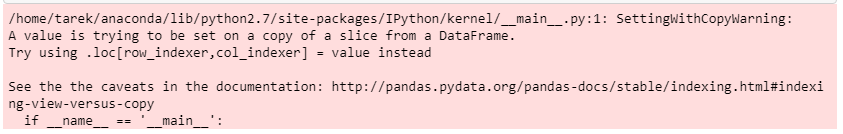 /home/tarek/anaconda/lib/python2.7/site-packages/IPython/kernel/__main__.py:1: SettingWithCopyWarning:
A value is trying to be set on a copy of a slice from a DataFrame.
Try using .loc[row_indexer,col_indexer] = value instead

See the the caveats in the documentation: http://pandas.pydata.org/pandas-docs/stable/indexing.html#indexi
ng-view-versus-copy
  if __name__ == '__main__':